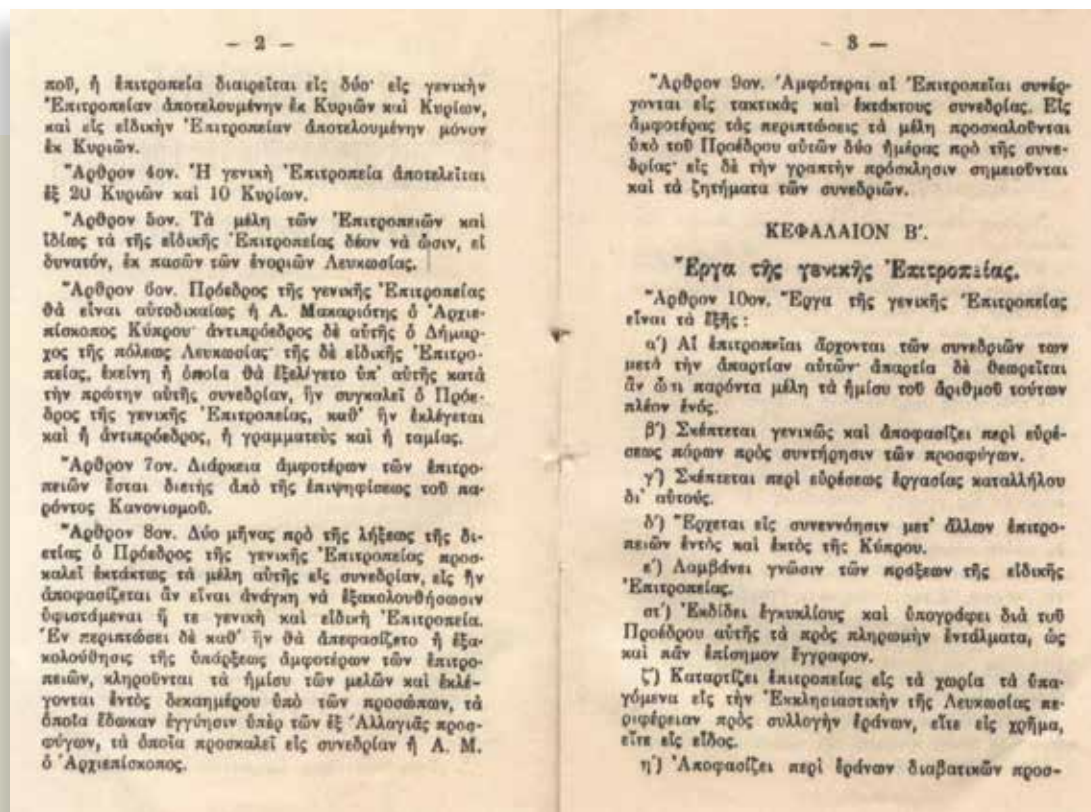 — 2 —
ποῦ, ἡ ἐπιτροπεία διαιρεῖται εἰς δύο· εἰς γενικὴν
Ἐπιτροπείαν ἀποτελουμένην ἐκ Κυριῶν καὶ Κυρίων,
καὶ εἰς εἰδικὴν Ἐπιτροπείαν ἀποτελουμένην μόνον
ἐκ Κυριῶν.
Ἄρθρον 4ον. Ἡ γενικὴ Ἐπιτροπεία ἀποτελεῖται
ἐξ 20 Κυριῶν καὶ 10 Κυρίων.
Ἄρθρον 5ον. Τὰ μέλη τῶν Ἐπιτροπειῶν καὶ
ἰδίως τὰ τῆς εἰδικῆς Ἐπιτροπείας δέον νὰ ὦσιν, εἰ
δυνατόν, ἐκ πασῶν τῶν ἐνοριῶν Λευκωσίας.
Ἄρθρον 6ον. Πρόεδρος τῆς γενικῆς Ἐπιτροπείας
θὰ εἶναι αὐτοδικαίως ἡ Α. Μακαριότης ὁ Ἀρχιε-
πίσκοπος Κύπρου· ἀντιπρόεδρος δὲ αὐτῆς ὁ Δήμαρ-
χος τῆς πόλεως Λευκωσίας· τῆς δὲ εἰδικῆς Ἐπιτρο-
πείας, ἐκείνη ἡ ὁποία θὰ ἐξελέγετο ὑπ' αὐτῆς κατὰ
τὴν πρώτην αὐτῆς συνεδρίαν, ἣν συγκαλεῖ ὁ Πρόε-
δρος τῆς γενικῆς Ἐπιτροπείας, καθ' ἣν ἐκλέγεται
καὶ ἡ ἀντιπρόεδρος, ἡ γραμματεὺς καὶ ἡ ταμίας.
Ἄρθρον 7ον. Διάρκεια ἀμφοτέρων τῶν ἐπιτρο-
πειῶν ἔσται διετὴς ἀπὸ τῆς ἐπιψηφίσεως τοῦ πα-
ρόντος Κανονισμοῦ.
Ἄρθρον 8ον. Δύο μῆνας πρὸ τῆς λήξεως τῆς δι-
ετίας ὁ Πρόεδρος τῆς γενικῆς Ἐπιτροπείας προσ-
καλεῖ ἐκτάκτως τὰ μέλη αὐτῆς εἰς συνεδρίαν, εἰς ἣν
ἀποφασίζεται ἂν εἶναι ἀνάγκη νὰ ἐξακολουθήσωσιν
ὑφιστάμεναι ἥ τε γενικὴ καὶ εἰδικὴ Ἐπιτροπεία.
Ἐν περιπτώσει δὲ καθ' ἣν θὰ ἀπεφασίζετο ἡ ἐξα-
κολούθησις τῆς ὑπάρξεως ἀμφοτέρων τῶν ἐπιτρο-
πειῶν, κληροῦνται τὰ ἡμίσυ τῶν μελῶν καὶ ἐκλέ-
γονται ἐντὸς δεκαημέρου ὑπὸ τῶν προσώπων, τὰ
ὁποῖα ἔδωκαν ἐγγύησιν ὑπὲρ τῶν ἐξ Ἀλλαγιᾶς προσ-
φύγων, τὰ ὁποῖα προσκαλεῖ εἰς συνεδρίαν ἡ Α. Μ.
ὁ Ἀρχιεπίσκοπος.
— 3 —
Ἄρθρον 9ον. Ἀμφότεραι αἱ Ἐπιτροπεῖαι συνέρ-
χονται εἰς τακτικὰς καὶ ἐκτάκτους συνεδρίας. Εἰς
ἀμφοτέρας τὰς περιπτώσεις τὰ μέλη προσκαλοῦνται
ὑπὸ τοῦ Προέδρου αὐτῶν δύο ἡμέρας πρὸ τῆς συνε-
δρίας· εἰς δὲ τὴν γραπτὴν πρόσκλησιν σημειοῦνται
καὶ τὰ ζητήματα τῶν συνεδριῶν.
ΚΕΦΑΛΑΙΟΝ Β'.
Ἔργα τῆς γενικῆς Ἐπιτροπείας.
Ἄρθρον 10ον. Ἔργα τῆς γενικῆς Ἐπιτροπείας
εἶναι τὰ ἑξῆς :
α') Αἱ ἐπιτροπεῖαι ἄρχονται τῶν συνεδριῶν των
μετὰ τὴν ἀπαρτίαν αὐτῶν· ἀπαρτία δὲ θεωρεῖται
ἂν ὦσι παρόντα μέλη τὰ ἡμίσυ τοῦ ἀριθμοῦ τούτων
πλέον ἑνός.
β') Σκέπτεται γενικῶς καὶ ἀποφασίζει περὶ εὑρέ-
σεως πόρων πρὸς συντήρησιν τῶν προσφύγων.
γ') Σκέπτεται περὶ εὑρέσεως ἐργασίας καταλλήλου
δι' αὐτούς.
δ') Ἔρχεται εἰς συνεννόησιν μετ' ἄλλων ἐπιτρο-
πειῶν ἐντὸς καὶ ἐκτὸς τῆς Κύπρου.
ε') Λαμβάνει γνῶσιν τῶν πράξεων τῆς εἰδικῆς
Ἐπιτροπείας.
στ') Ἐκδίδει ἐγκυκλίους καὶ ὑπογράφει διὰ τοῦ
Προέδρου αὐτῆς τὰ πρὸς πληρωμὴν ἐντάλματα, ὡς
καὶ πᾶν ἐπίσημον ἔγγραφον.
ζ') Καταρτίζει ἐπιτροπείας εἰς τὰ χωρία τὰ ὑπα-
γόμενα εἰς τὴν Ἐκκλησιαστικὴν τῆς Λευκωσίας πε-
ριφέρειαν πρὸς συλλογὴν ἐράνων, εἴτε εἰς χρῆμα,
εἴτε εἰς εἶδος.
η') Ἀποφασίζει περὶ ἐράνων διαβατικῶν προσ-